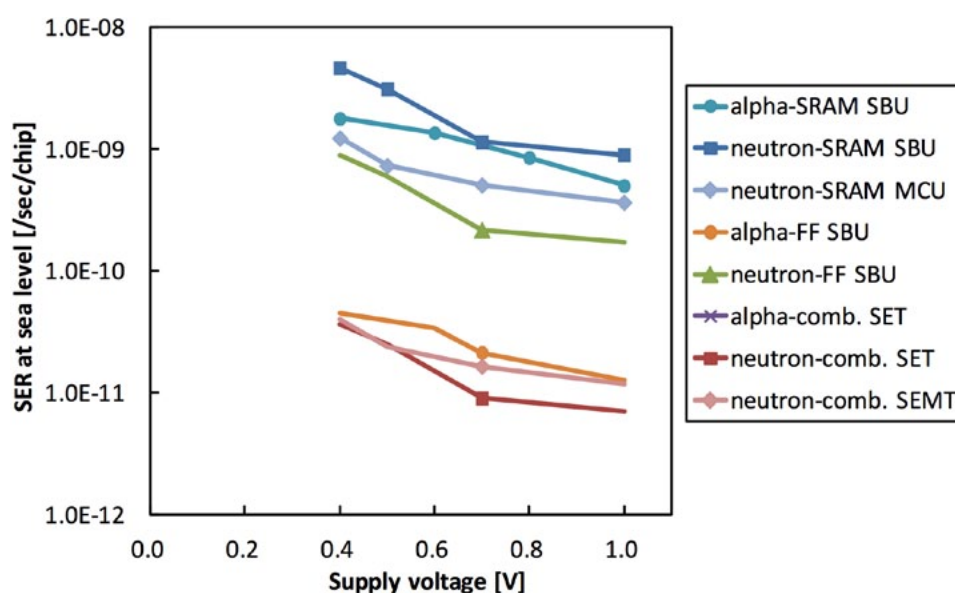 1.0E-08
1.0E-09
1.0E-10
1.0E-11
1.0E-12
SER at sea level [/sec/chip]
0.0 0.2 0.4 0.6 0.8 1.0
Supply voltage [V]
alpha-SRAM SBU
neutron-SRAM SBU
neutron-SRAM MCU
alpha-FF SBU
neutron-FF SBU
alpha-comb. SET
neutron-comb. SET
neutron-comb. SEMT